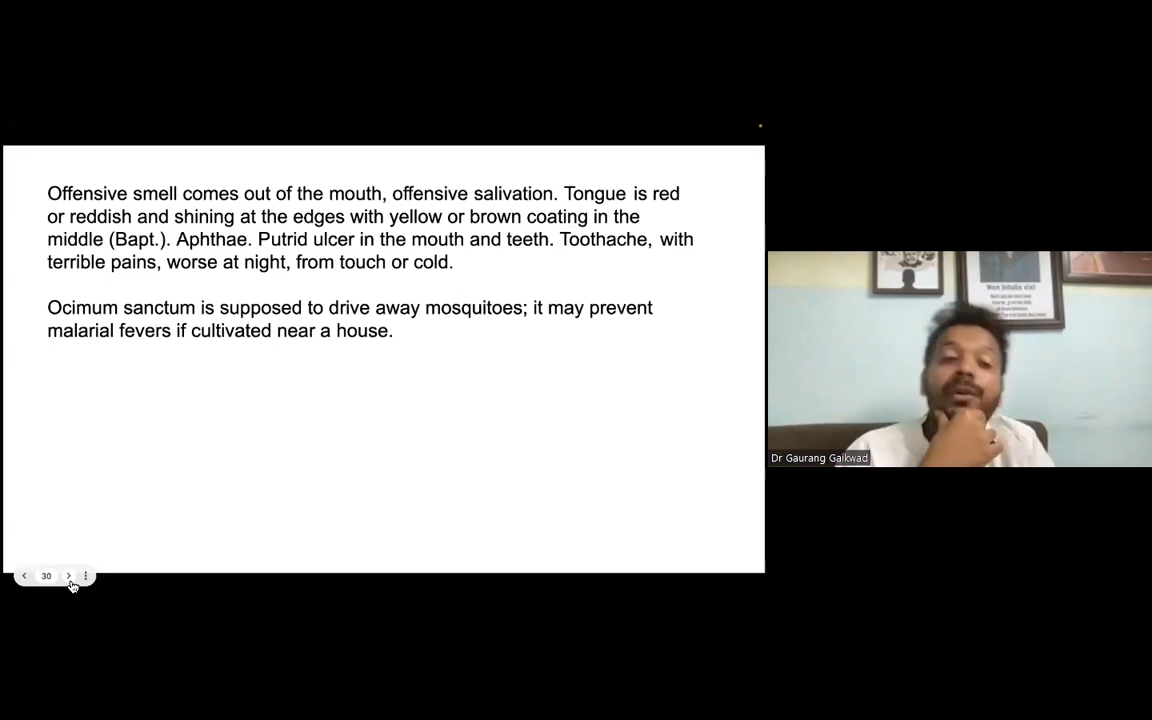 Offensive smell comes out of the mouth, offensive salivation. Tongue is red
or reddish and shining at the edges with yellow or brown coating in the
middle (Bapt.). Aphthae. Putrid ulcer in the mouth and teeth. Toothache, with
terrible pains, worse at night, from touch or cold.
Ocimum sanctum is supposed to drive away mosquitoes; it may prevent
malarial fevers if cultivated near a house.
Non intuitis visi
Dr Gaurang Gaikwad
30